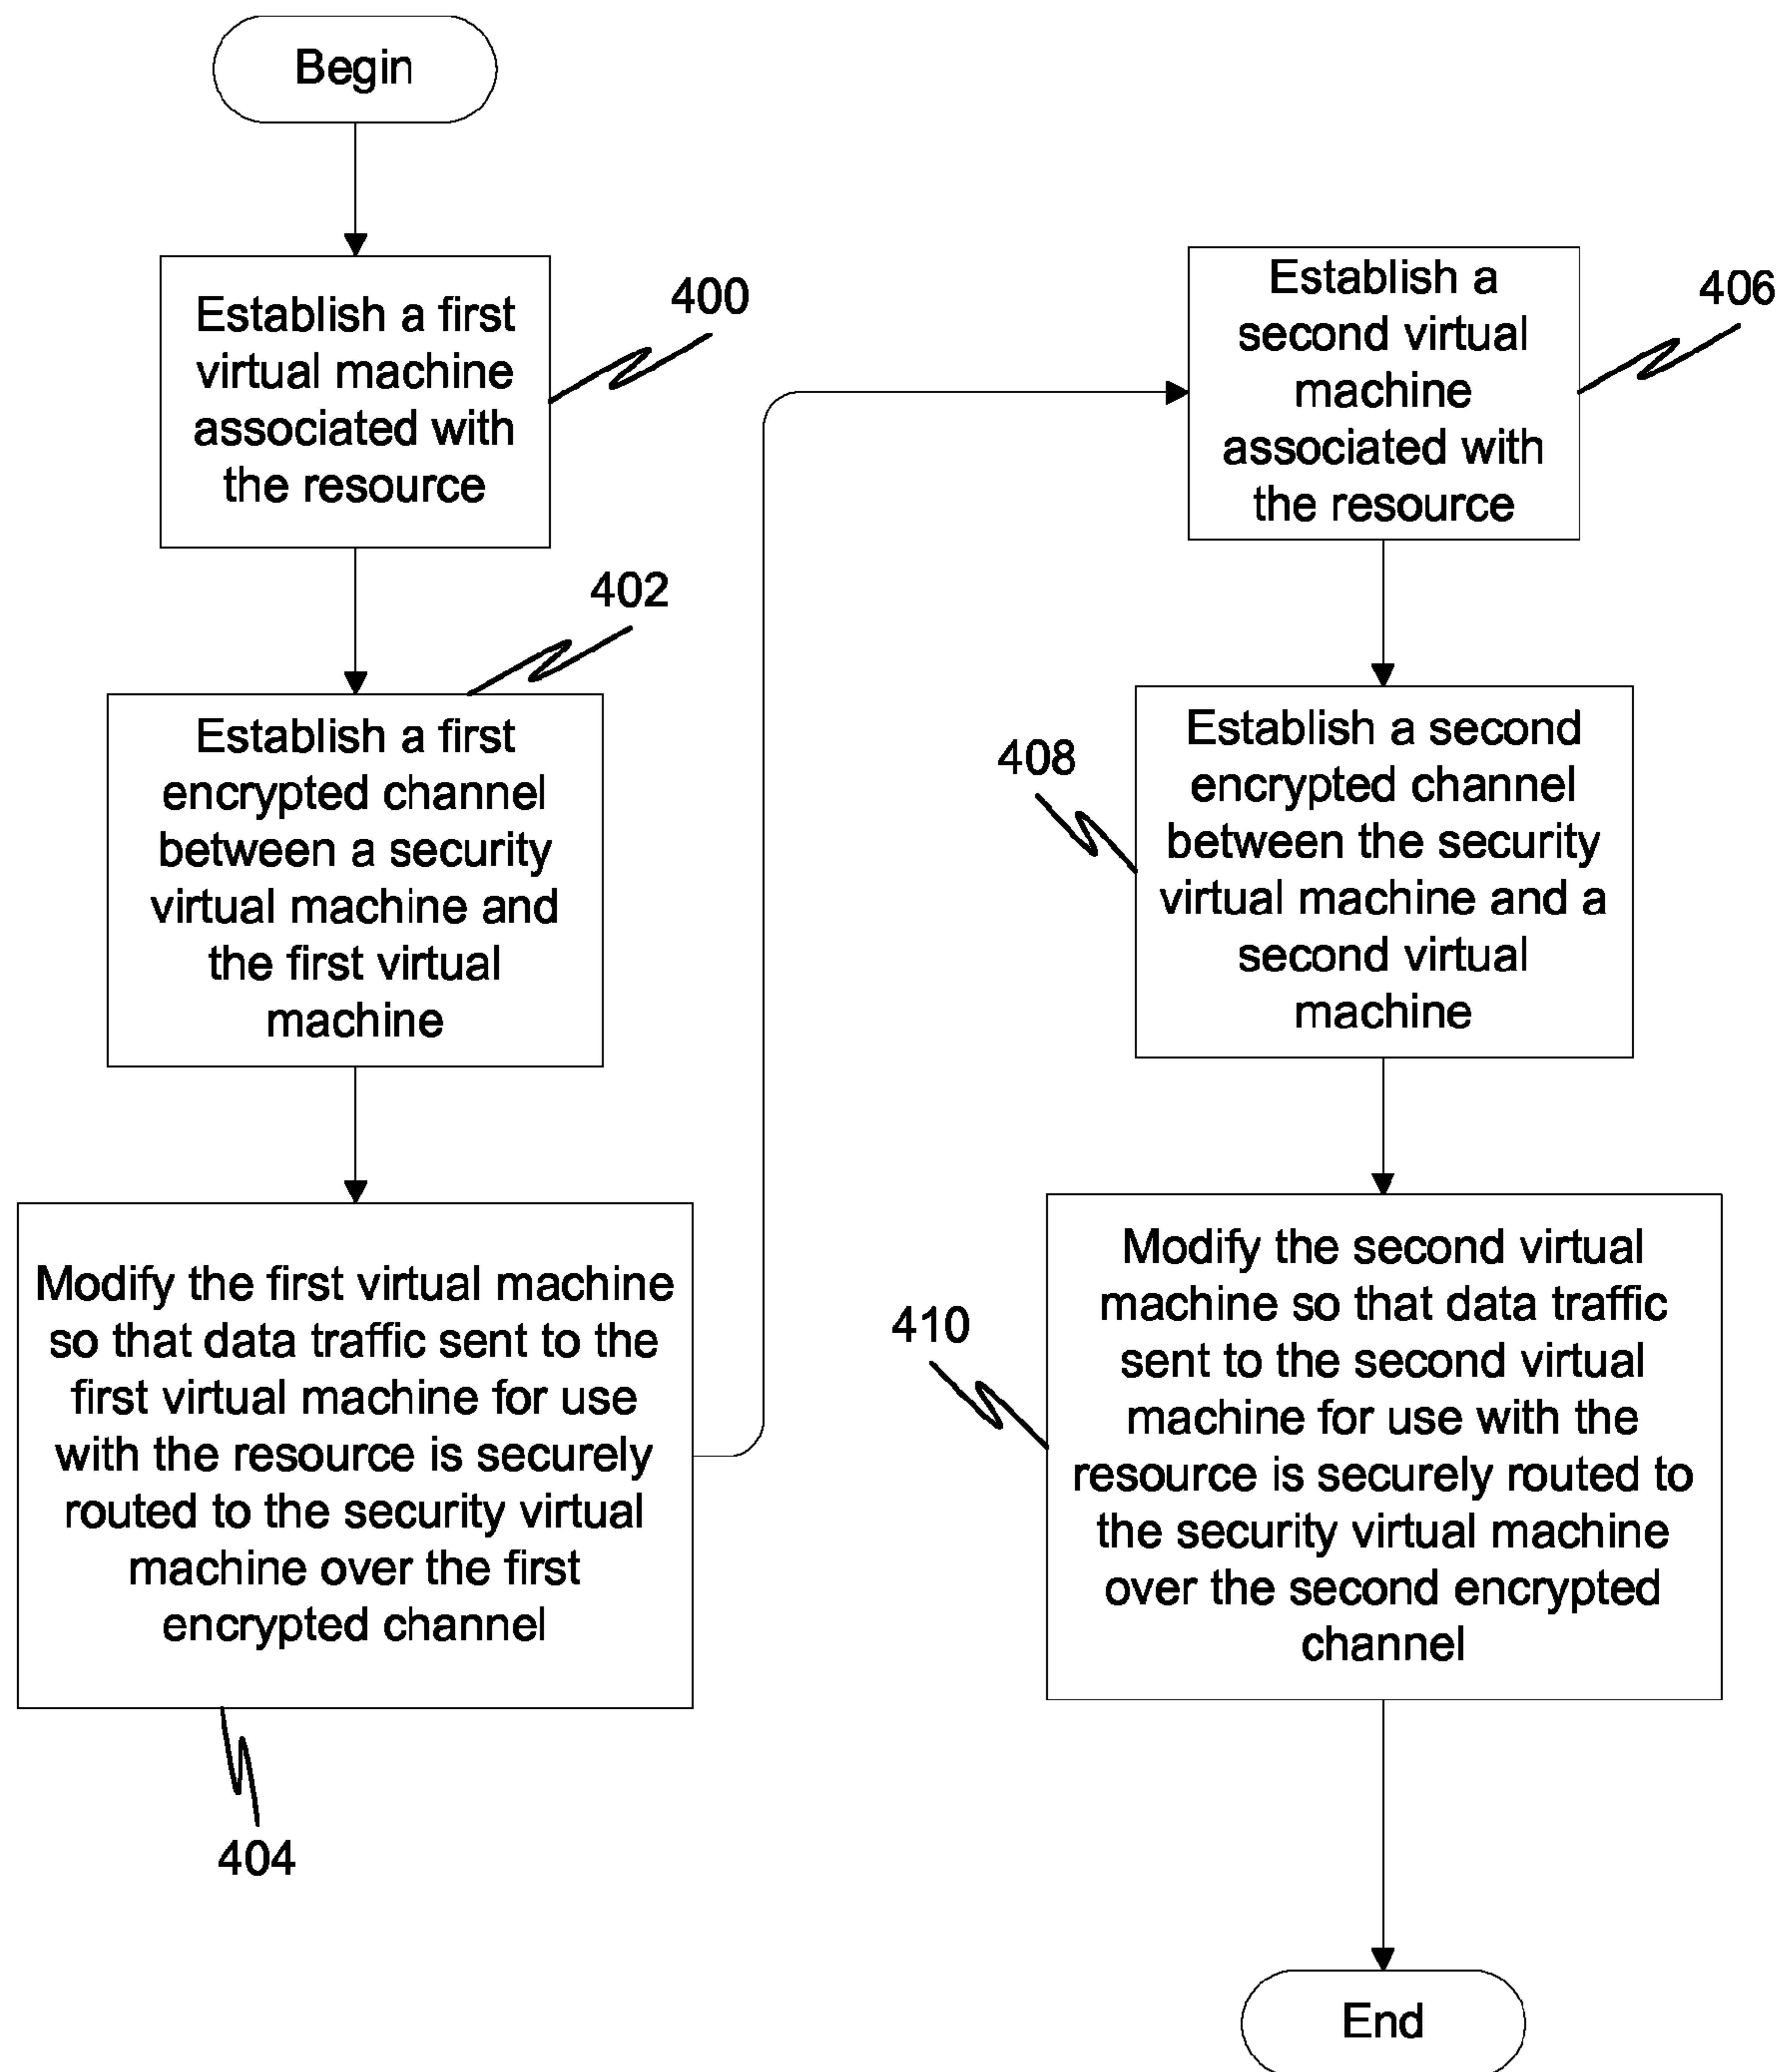 Begin
Establish a first
virtual machine
associated with
the resource
400
402
Establish a first
encrypted channel
between a security
virtual machine and
the first virtual
machine
Modify the first virtual machine
so that data traffic sent to the
first virtual machine for use
with the resource is securely
routed to the security virtual
machine over the first
encrypted channel
404
Establish a
second virtual
machine
associated with
the resource
406
408
Establish a second
encrypted channel
between the security
virtual machine and a
second virtual
machine
410
Modify the second virtual
machine so that data traffic
sent to the second virtual
machine for use with the
resource is securely routed to
the security virtual machine
over the second encrypted
channel
End